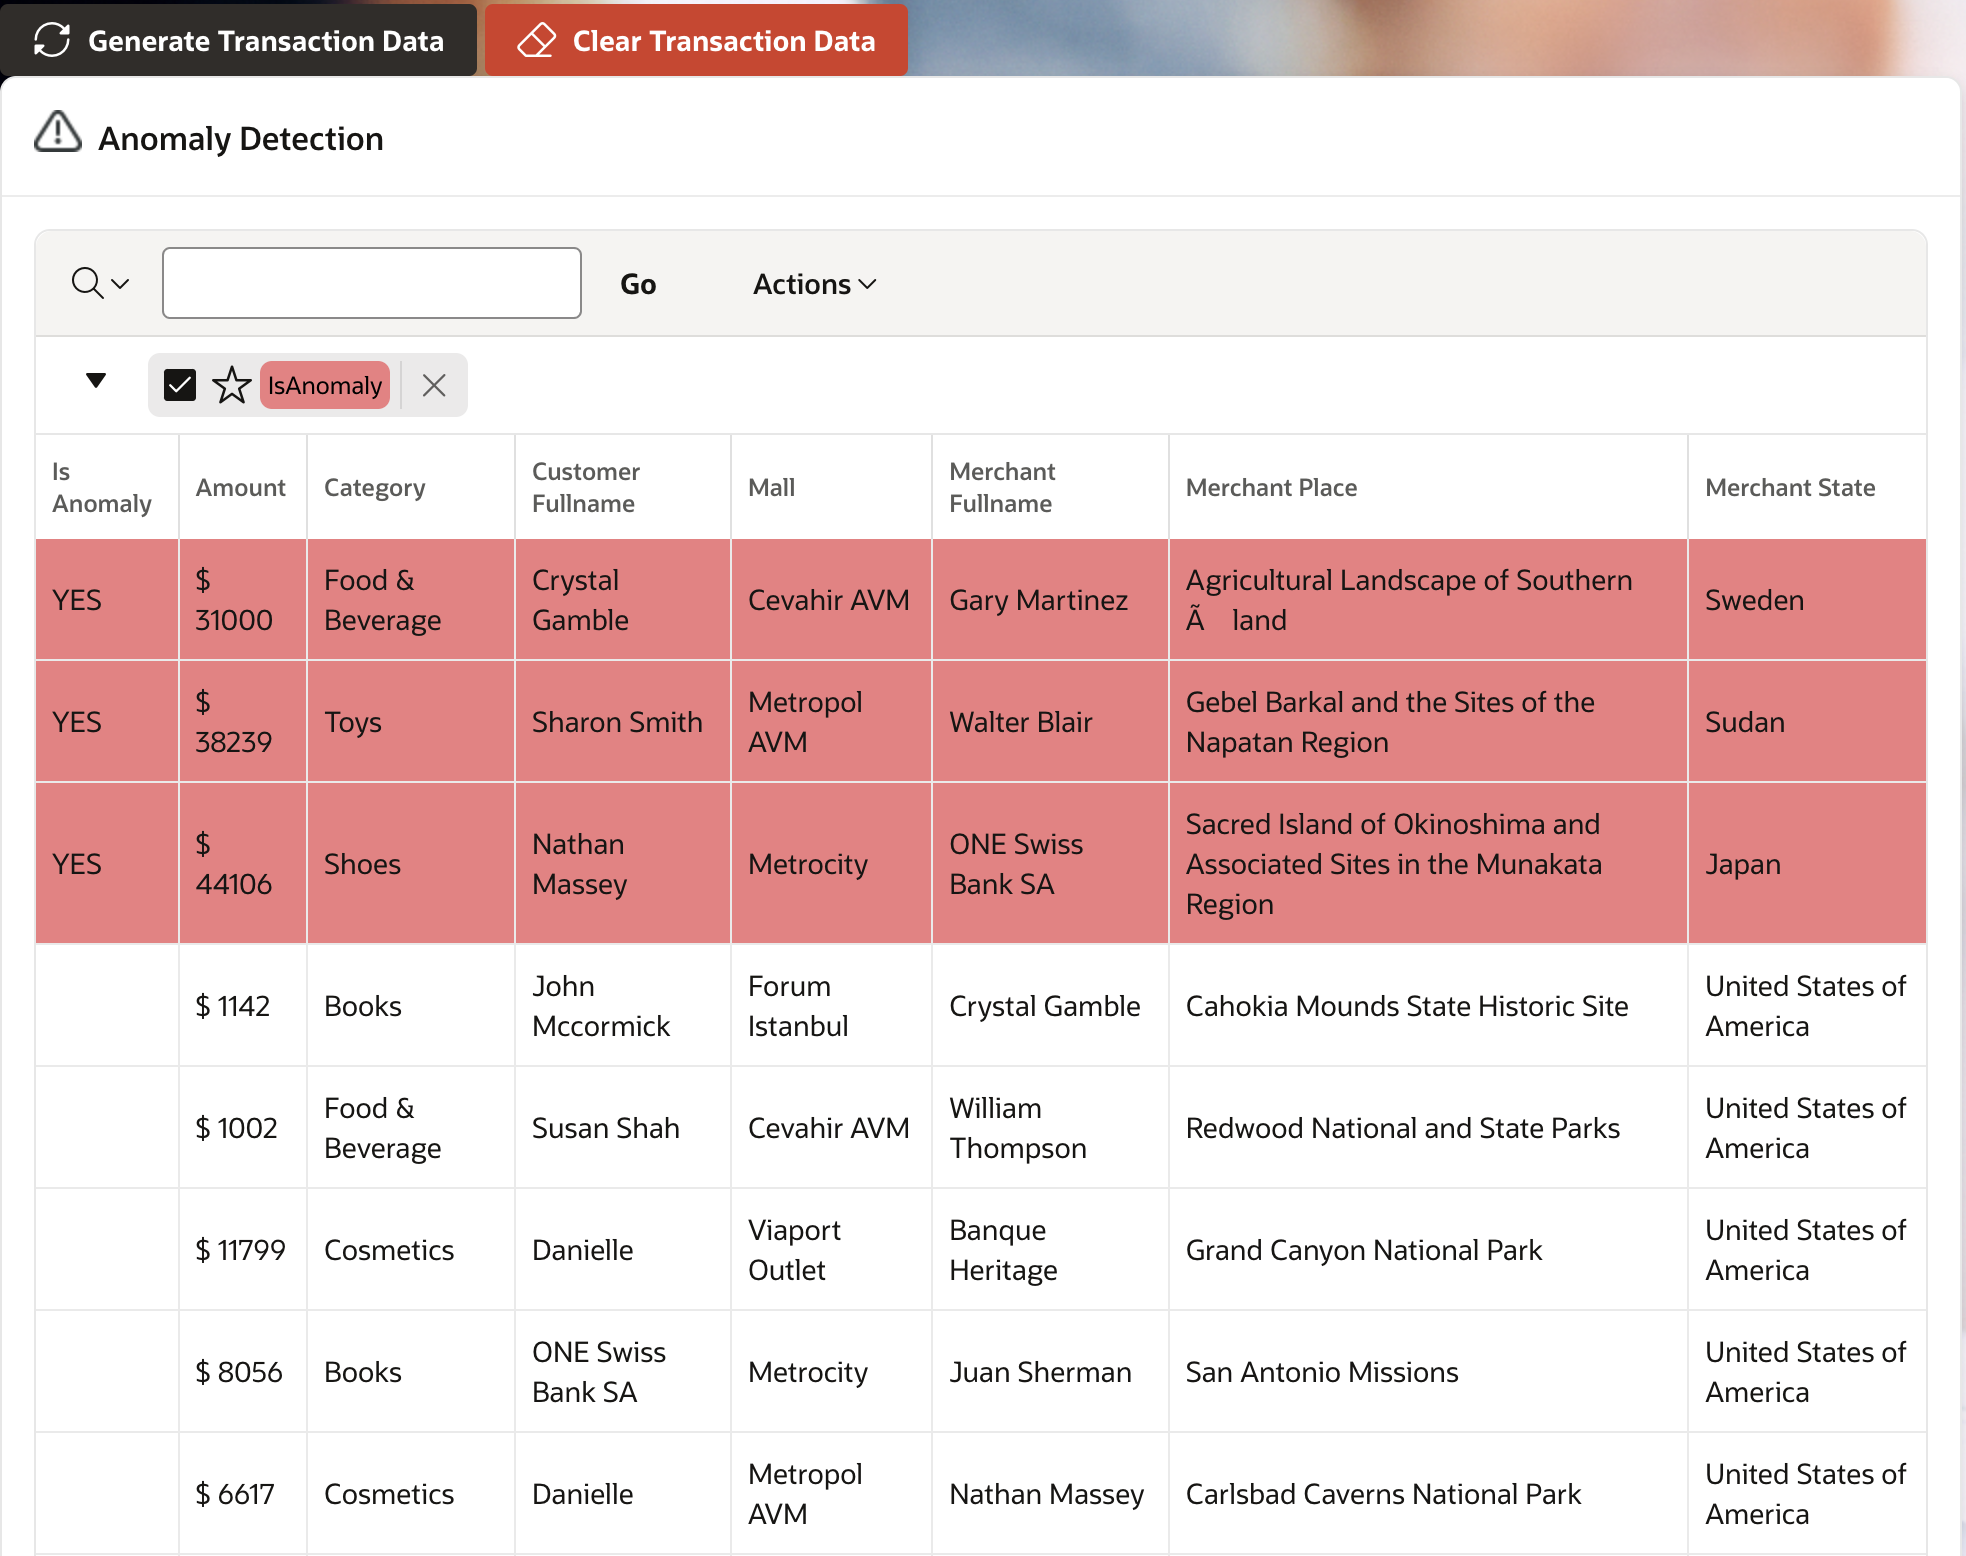 Generate Transaction Data
Clear Transaction Data
Anomaly Detection
Go
Actions
IsAnomaly
Is
Anomaly
Amount
Category
Customer
Fullname
Mall
Merchant
Fullname
Merchant Place
Merchant State
YES
$
31000
Food &
Beverage
Crystal
Gamble
Cevahir AVM
Gary Martinez
Agricultural Landscape of Southern
Ã land
Sweden
YES
$
38239
Toys
Sharon Smith
Metropol
AVM
Walter Blair
Gebel Barkal and the Sites of the
Napatan Region
Sudan
YES
$
44106
Shoes
Nathan
Massey
Metrocity
ONE Swiss
Bank SA
Sacred Island of Okinoshima and
Associated Sites in the Munakata
Region
Japan
$ 1142
Books
John
Mccormick
Forum
Istanbul
Crystal Gamble
Cahokia Mounds State Historic Site
United States of
America
$ 1002
Food &
Beverage
Susan Shah
Cevahir AVM
William
Thompson
Redwood National and State Parks
United States of
America
$ 11799
Cosmetics
Danielle
Viaport
Outlet
Banque
Heritage
Grand Canyon National Park
United States of
America
$ 8056
Books
ONE Swiss
Bank SA
Metrocity
Juan Sherman
San Antonio Missions
United States of
America
$ 6617
Cosmetics
Danielle
Metropol
AVM
Nathan Massey
Carlsbad Caverns National Park
United States of
America